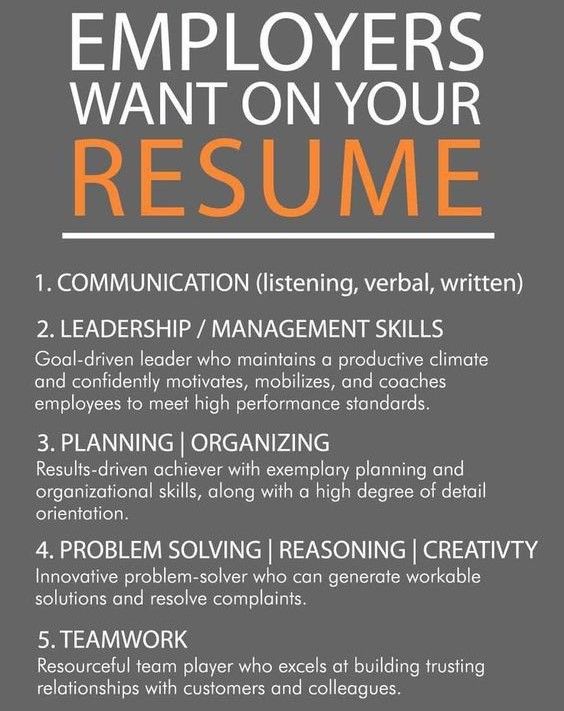 EMPLOYERS
WANT ON YOUR
RESUME
1. COMMUNICATION (listening, verbal, written)
2. LEADERSHIP / MANAGEMENT SKILLS
Goal-driven leader who maintains a productive climate
and confidently motivates, mobilizes, and coaches
employees to meet high performance standards.
3. PLANNING | ORGANIZING
Results-driven achiever with exemplary planning and
organizational skills, along with a high degree of detail
orientation.
4. PROBLEM SOLVING | REASONING | CREATIVTY
Innovative problem-solver who can generate workable
solutions and resolve complaints.
5. TEAMWORK
Resourceful team player who excels at building trusting
relationships with customers and colleagues.